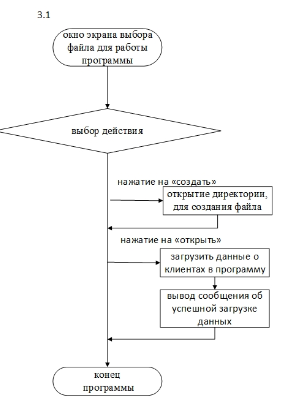 3.1
окно экрана выбора
файла для работы
программы
выбор действия
нажатие на «создать»
открытие директории,
для создания файла
нажатие на «открыть»
загрузить данные о
клиентах в программу
вывод сообщения об
успешной загрузке
данных
конец
программы